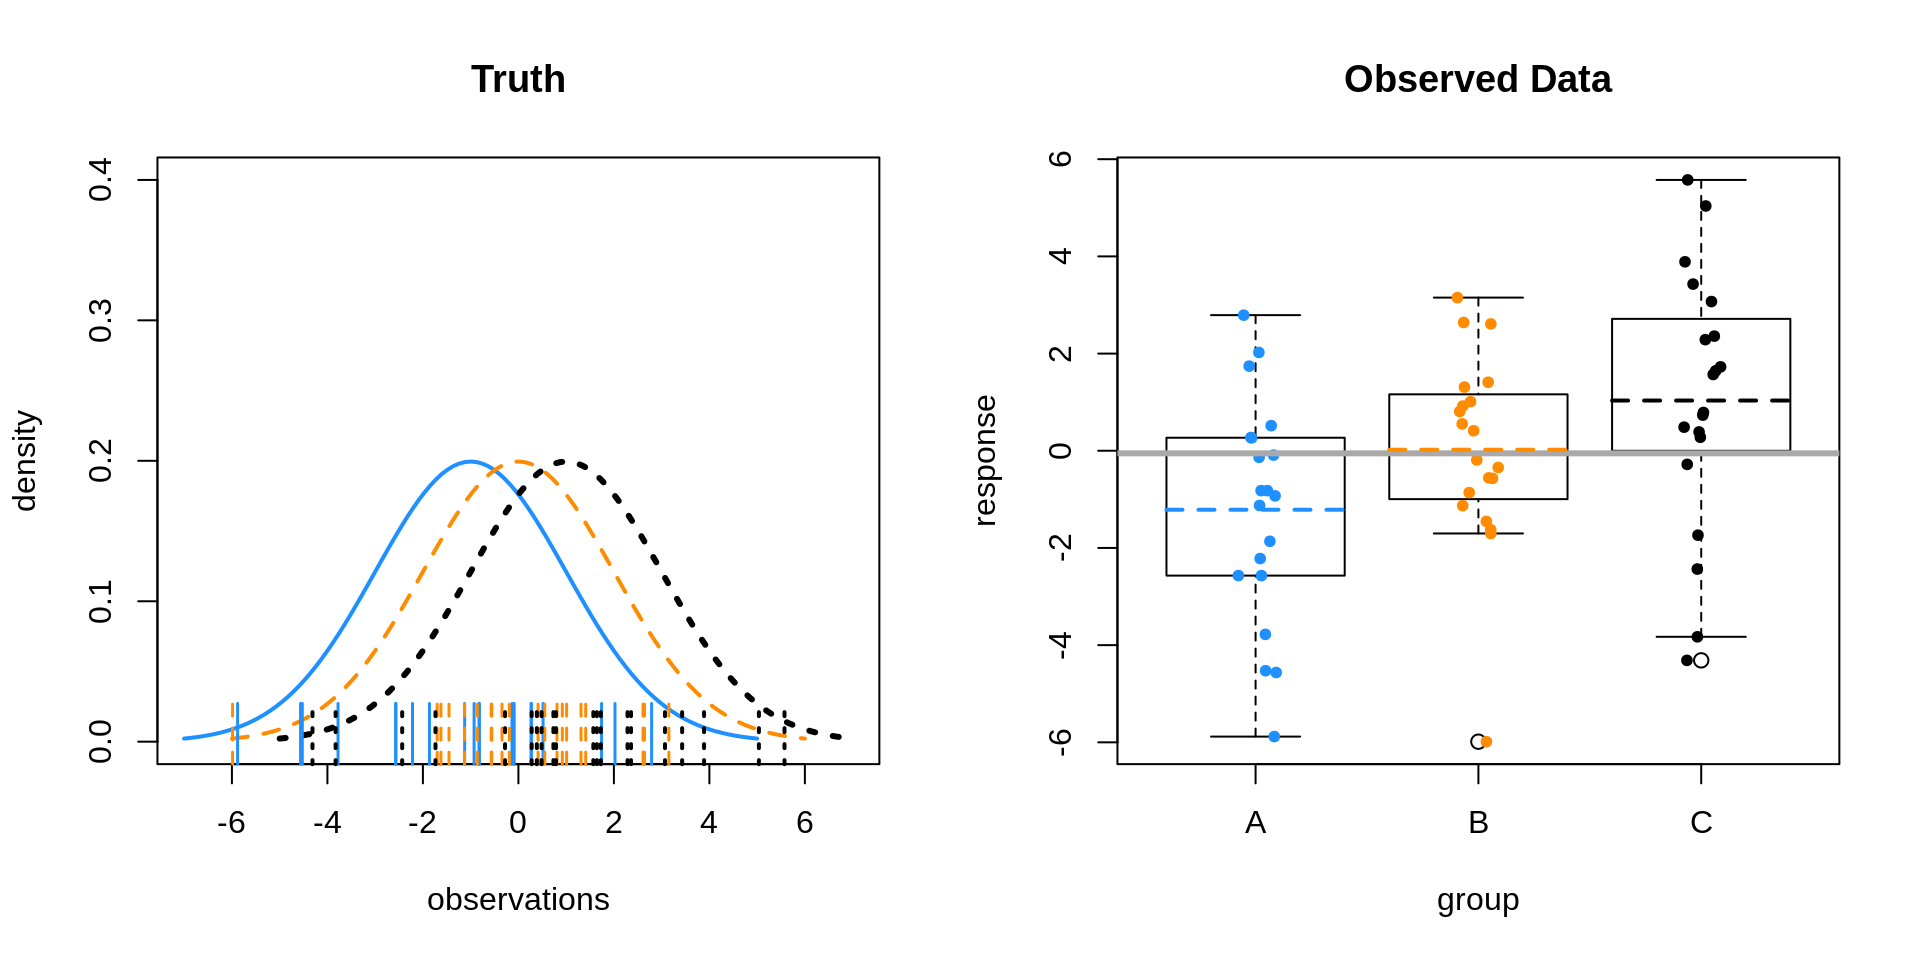 Truth
density
0.0 0.1 0.2 0.3 0.4
-6 -4 -2 0 2 4 6
observations
Observed Data
response
-6 -4 -2 0 2 4 6
A B C
group